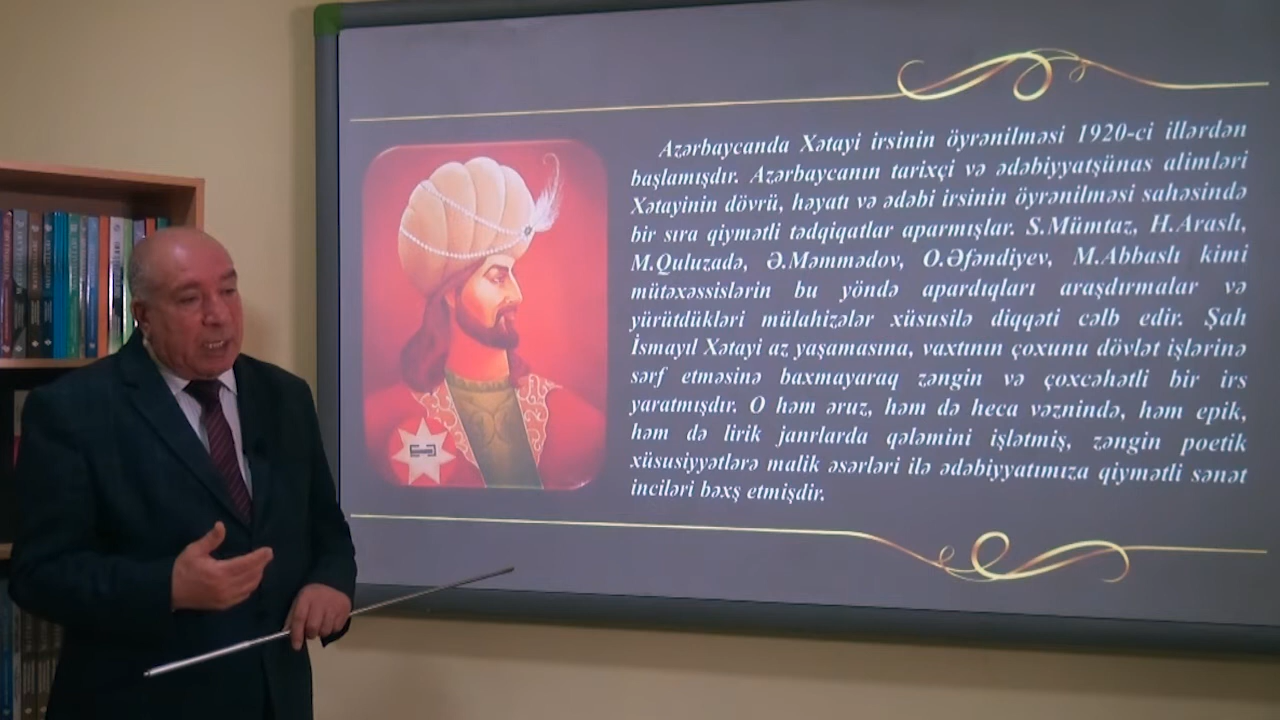 Azərbaycanda Xətayi irsinin öyrənilməsi 1920-ci illərdən
başlamışdır. Azərbaycanın tarixçi və ədəbiyyatşünas alimləri
Xətayinin dövrü, həyatı və ədəbi irsinin öyrənilməsi sahəsində
bir sıra qiymətli tədqiqatlar aparmışlar. S.Mümtaz, H.Araslı,
M.Quluzadə, Ə.Məmmədov, O.Əfəndiyev, M.Abbaslı kimi
mütəxəssislərin bu yöndə apardıqları araşdırmalar və
yürütdükləri mülahizələr xüsusilə diqqəti cəlb edir. Şah
İsmayıl Xətayi az yaşamasına, vaxtının çoxunu dövlət işlərinə
sərf etməsinə baxmayaraq zəngin və çoxcəhətli bir irs
yaratmışdır. O həm əruz, həm də heca vəznində, həm epik,
həm də lirik janrlarda qələmini işlətmiş, zəngin poetik
xüsusiyyətlərə malik əsərləri ilə ədəbiyyatımıza qiymətli sənət
inciləri bəxş etmişdir.